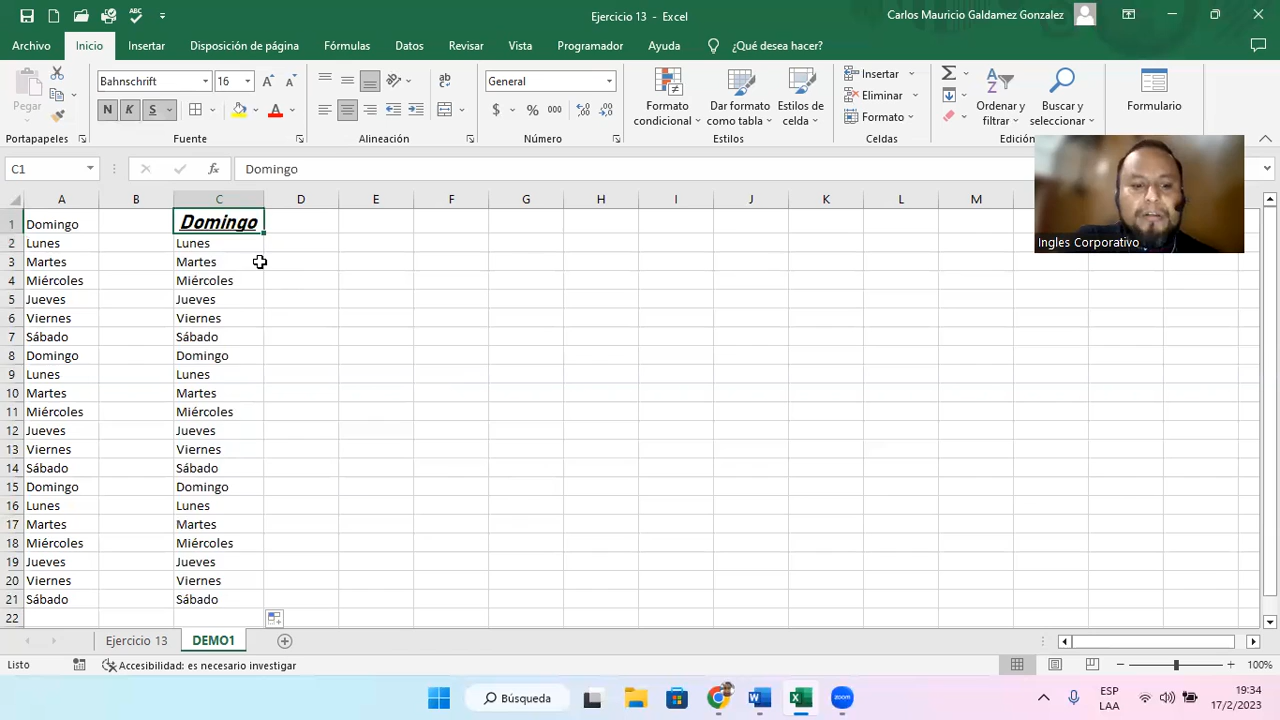 Ejercicio 13 - Excel
Carlos Mauricio Galdamez Gonzalez
Archivo Inicio Insertar Disposición de página Fórmulas Datos Revisar Vista Programador Ayuda ¿Qué desea hacer?
Pegar
Bahnschrift 16
N K S
ab
General
$ % 000
Formato condicional
Dar formato como tabla
Estilos de celda
Insertar
Eliminar
Formato
Ordenar y filtrar
Buscar y seleccionar
Formulario
Portapapeles Fuente Alineación Número Estilos Celdas Edición
C1 fx Domingo
Ingles Corporativo
A B C D E F G H I J K L M
1 Domingo Domingo
2 Lunes Lunes
3 Martes Martes
4 Miércoles Miércoles
5 Jueves Jueves
6 Viernes Viernes
7 Sábado Sábado
8 Domingo Domingo
9 Lunes Lunes
10 Martes Martes
11 Miércoles Miércoles
12 Jueves Jueves
13 Viernes Viernes
14 Sábado Sábado
15 Domingo Domingo
16 Lunes Lunes
17 Martes Martes
18 Miércoles Miércoles
19 Jueves Jueves
20 Viernes Viernes
21 Sábado Sábado
22
Ejercicio 13 DEMO1
Listo Accesibilidad: es necesario investigar 100%
Búsqueda
zoom
ESP
LAA
19:34
17/2/2023